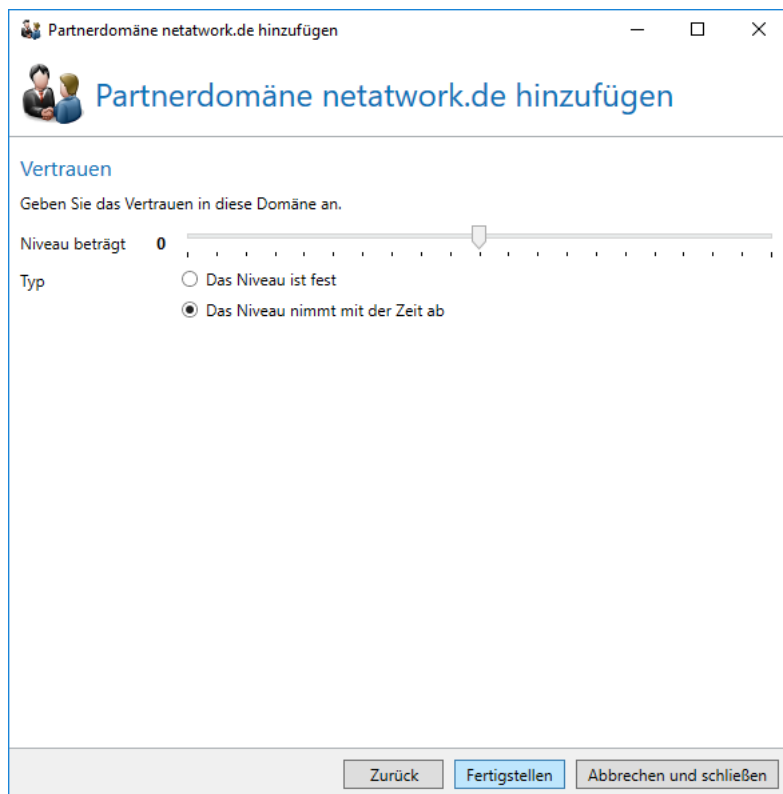 Partnerdomäne netatwork.de hinzufügen
Partnerdomäne netatwork.de hinzufügen
Vertrauen
Geben Sie das Vertrauen in diese Domäne an.
Niveau beträgt 0
Typ Das Niveau ist fest
Das Niveau nimmt mit der Zeit ab
Zurück Fertigstellen Abbrechen und schließen